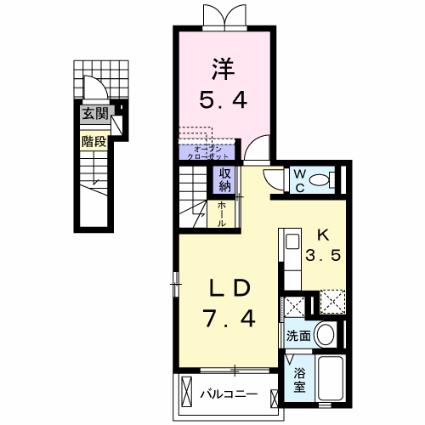 玄関
階段
洋
5.4
オープン
クローゼット
収納
WC
ホール
K
3.5
LD
7.4
洗面
浴室
バルコニー